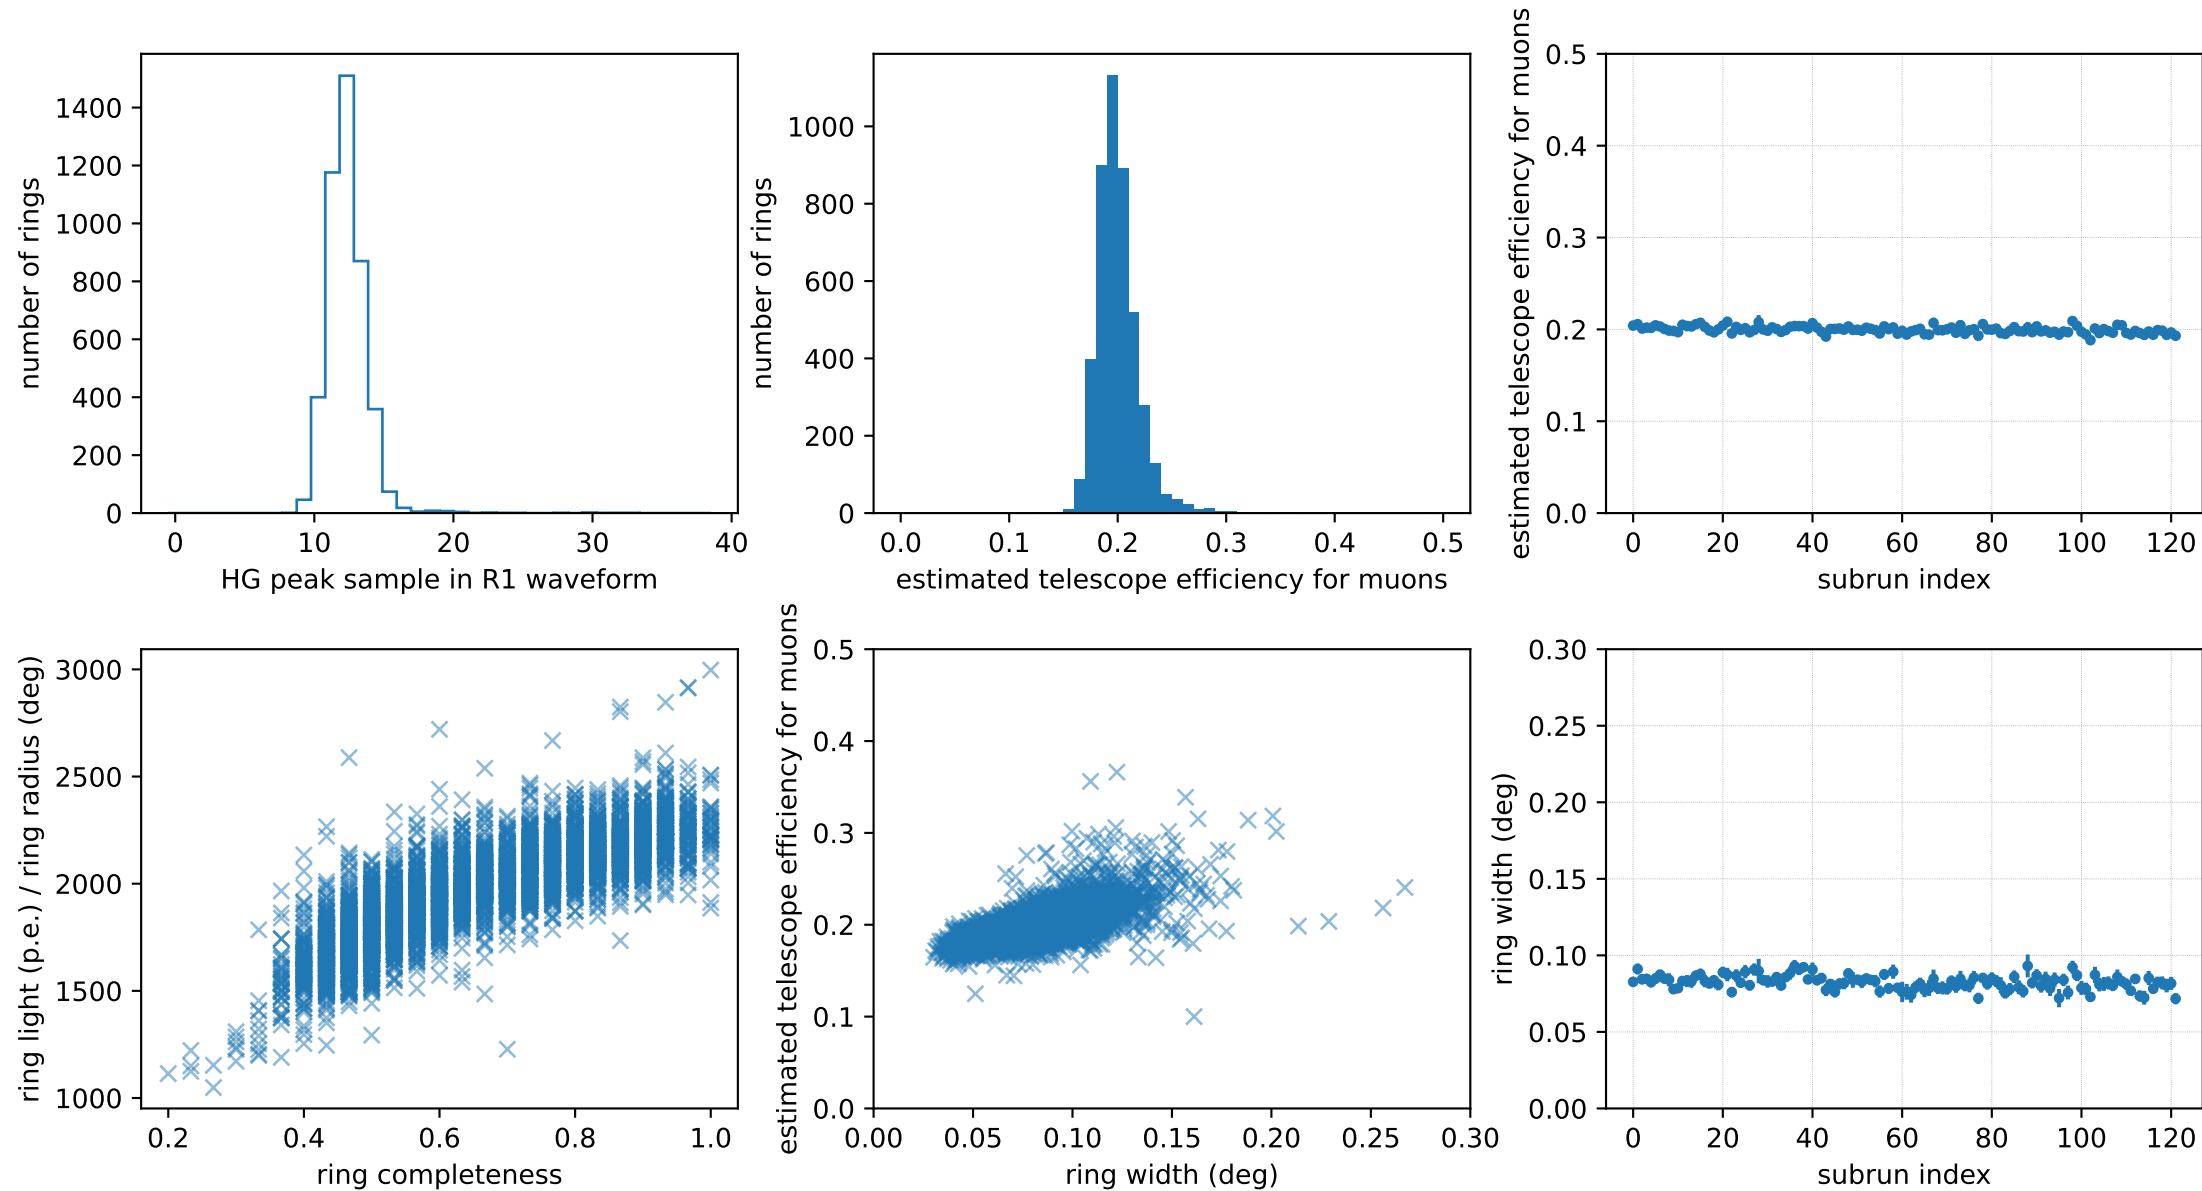 number of rings
1400
1200
1000
800
600
400
200
0
0 10 20 30 40
HG peak sample in R1 waveform
number of rings
1000
800
600
400
200
0
0.0 0.1 0.2 0.3 0.4 0.5
estimated telescope efficiency for muons
estimated telescope efficiency for muons
0.5
0.4
0.3
0.2
0.1
0.0
0 20 40 60 80 100 120
subrun index
ring light (p.e.) / ring radius (deg)
3000
2500
2000
1500
1000
0.2 0.4 0.6 0.8 1.0
ring completeness
estimated telescope efficiency for muons
0.5
0.4
0.3
0.2
0.1
0.0
0.00 0.05 0.10 0.15 0.20 0.25 0.30
ring width (deg)
ring width (deg)
0.30
0.25
0.20
0.15
0.10
0.05
0.00
0 20 40 60 80 100 120
subrun index